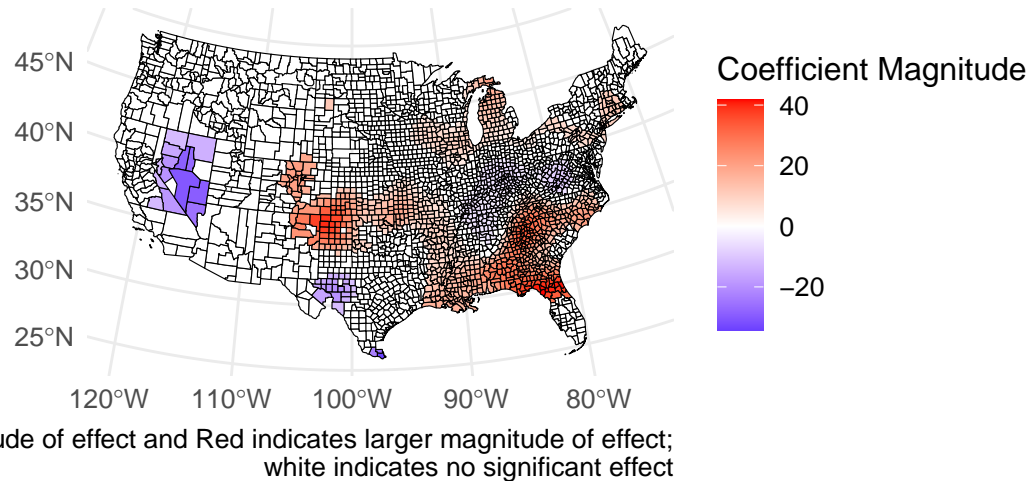 45°N
40°N
35°N
30°N
25°N
120°W 110°W 100°W 90°W 80°W
Coefficient Magnitude
40
20
0
−20
of effect and Red indicates larger magnitude of effect;
white indicates no significant effect